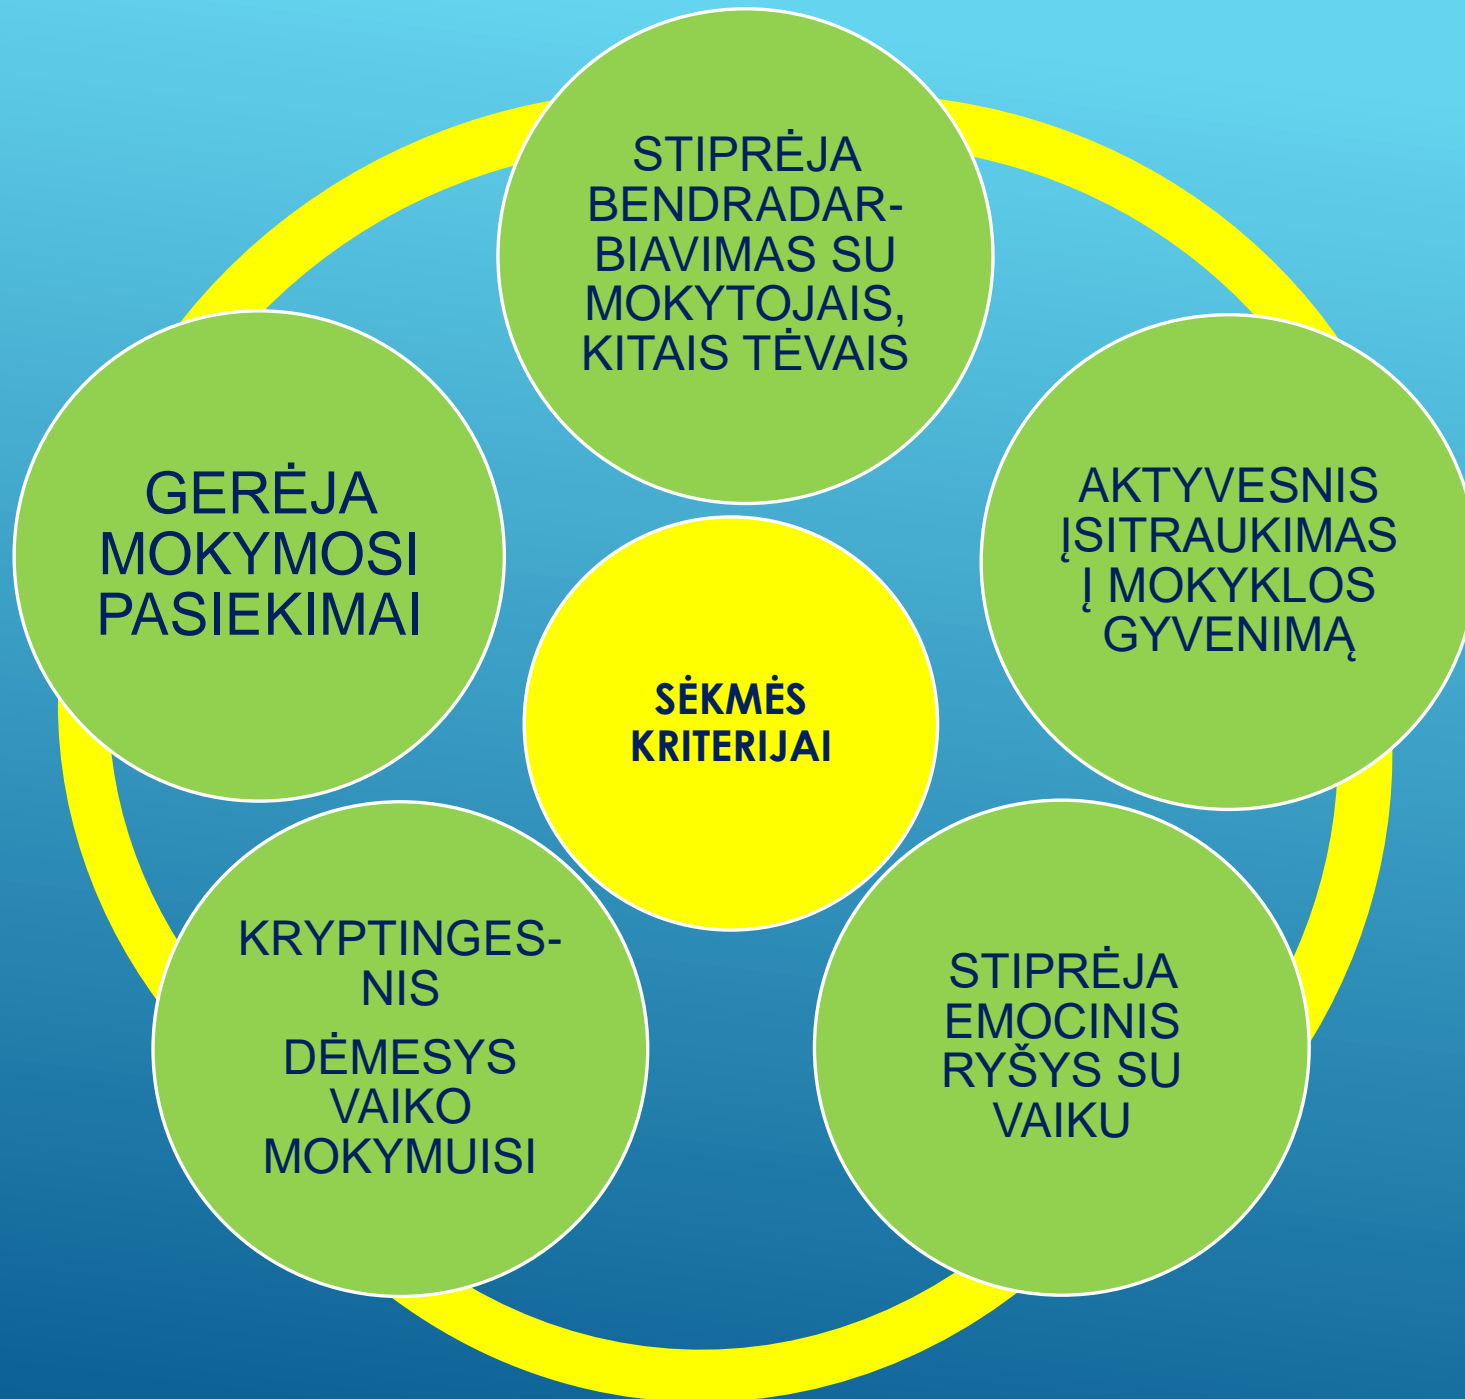 STIPRĖJA
BENDRADAR-
BIAVIMAS SU
MOKYTOJAIS,
KITAIS TĖVAIS
AKTYVESNIS
ĮSITRAUKIMAS
Į MOKYKLOS
GYVENIMĄ
STIPRĖJA
EMOCINIS
RYŠYS SU
VAIKU
KRYPTINGES-
NIS
DĖMESYS
VAIKO
MOKYMUISI
GERĖJA
MOKYMOSI
PASIEKIMAI
SĖKMĖS
KRITERIJAI